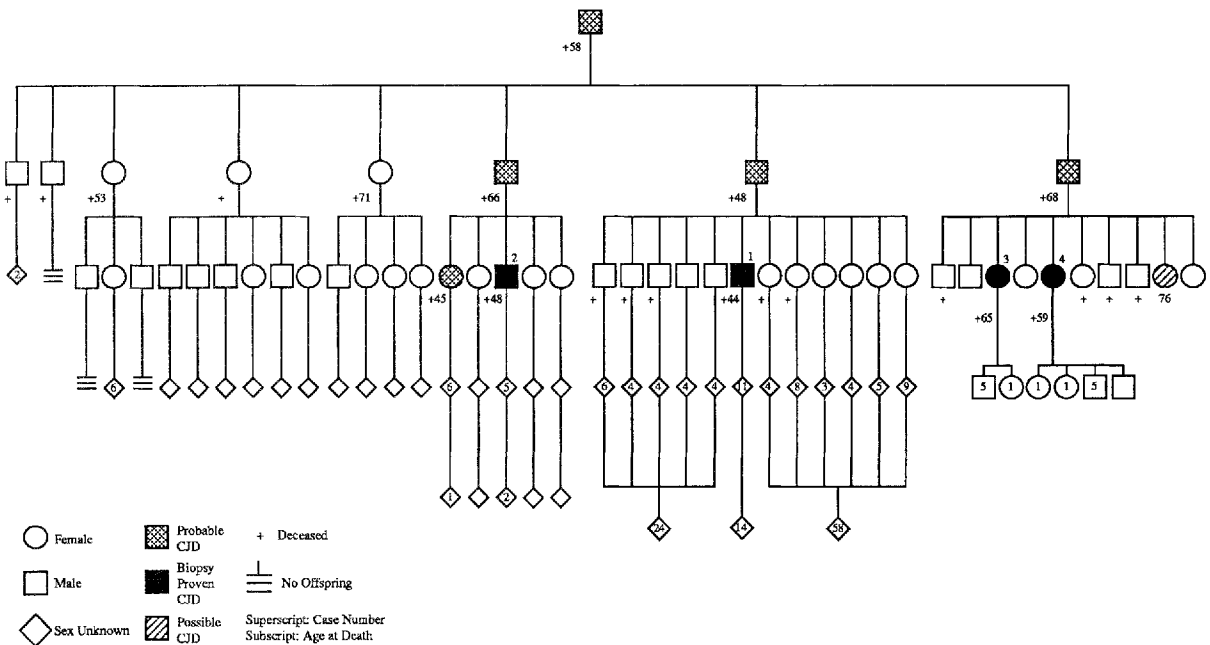 +58
+ + +53 + +71 +66 +48 +68
2
2 1 3 4
+45 +48 + + + +44 + + + + + + 76
+65 +59
6 6 5 6 4 4 4 4 11 4 8 3 4 5 9 5 1 1 1 5
1 2
24 14 58
Female Probable CJD + Deceased
Male Biopsy Proven CJD No Offspring
Sex Unknown Possible CJD Superscript: Case Number
Subscript: Age at Death